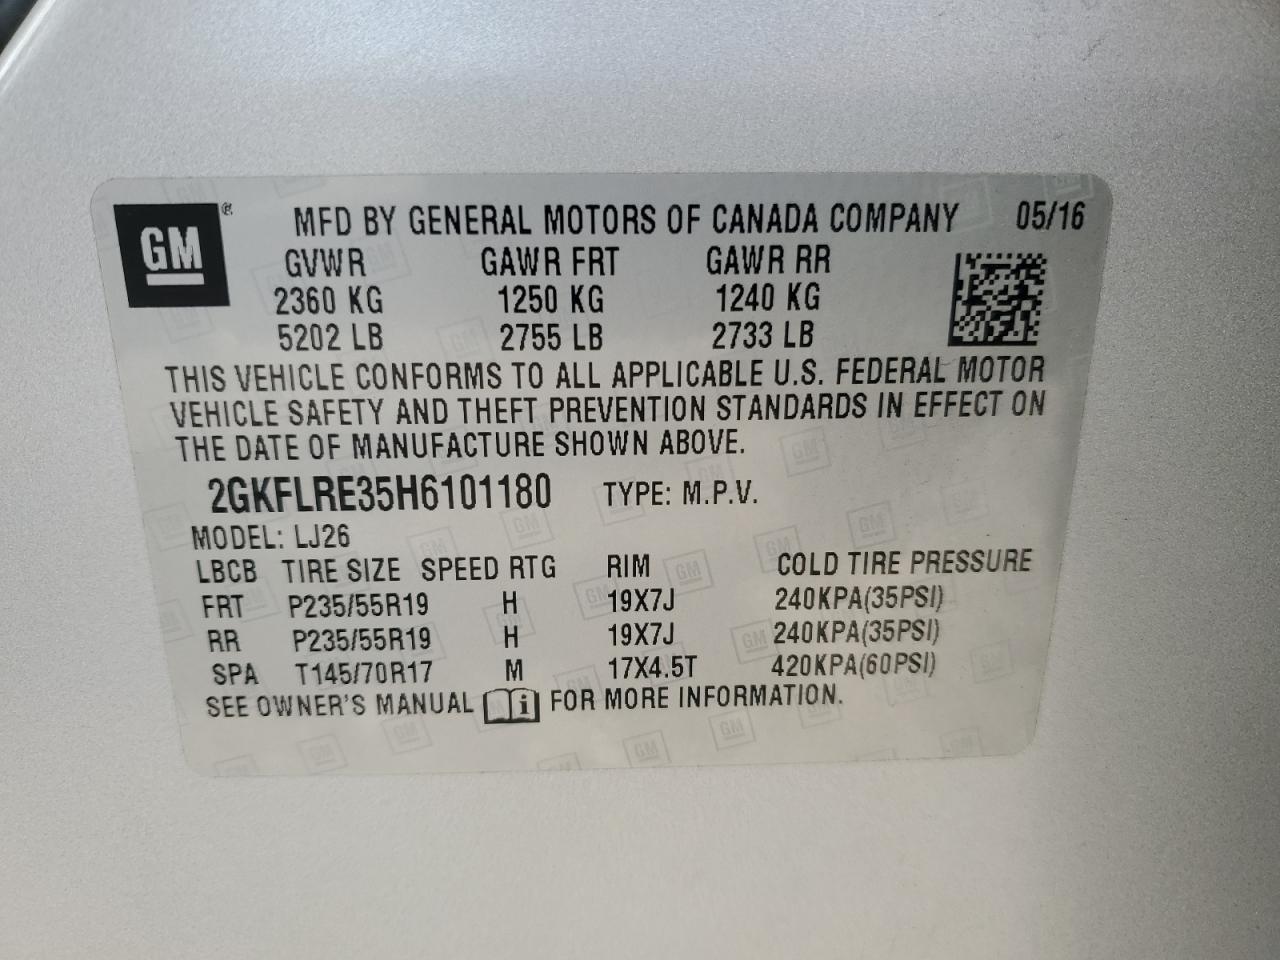 GM ® MFD BY GENERAL MOTORS OF CANADA COMPANY 05/16
GVWR GAWR FRT GAWR RR
2360 KG 1250 KG 1240 KG
5202 LB 2755 LB 2733 LB
THIS VEHICLE CONFORMS TO ALL APPLICABLE U.S. FEDERAL MOTOR
VEHICLE SAFETY AND THEFT PREVENTION STANDARDS IN EFFECT ON
THE DATE OF MANUFACTURE SHOWN ABOVE.
2GKFLRE35H6101180 TYPE: M.P.V.
MODEL: LJ26
LBCB TIRE SIZE SPEED RTG RIM COLD TIRE PRESSURE
FRT P235/55R19 H 19X7J 240KPA(35PSI)
RR P235/55R19 H 19X7J 240KPA(35PSI)
SPA T145/70R17 M 17X4.5T 420KPA(60PSI)
SEE OWNER'S MANUAL i FOR MORE INFORMATION.